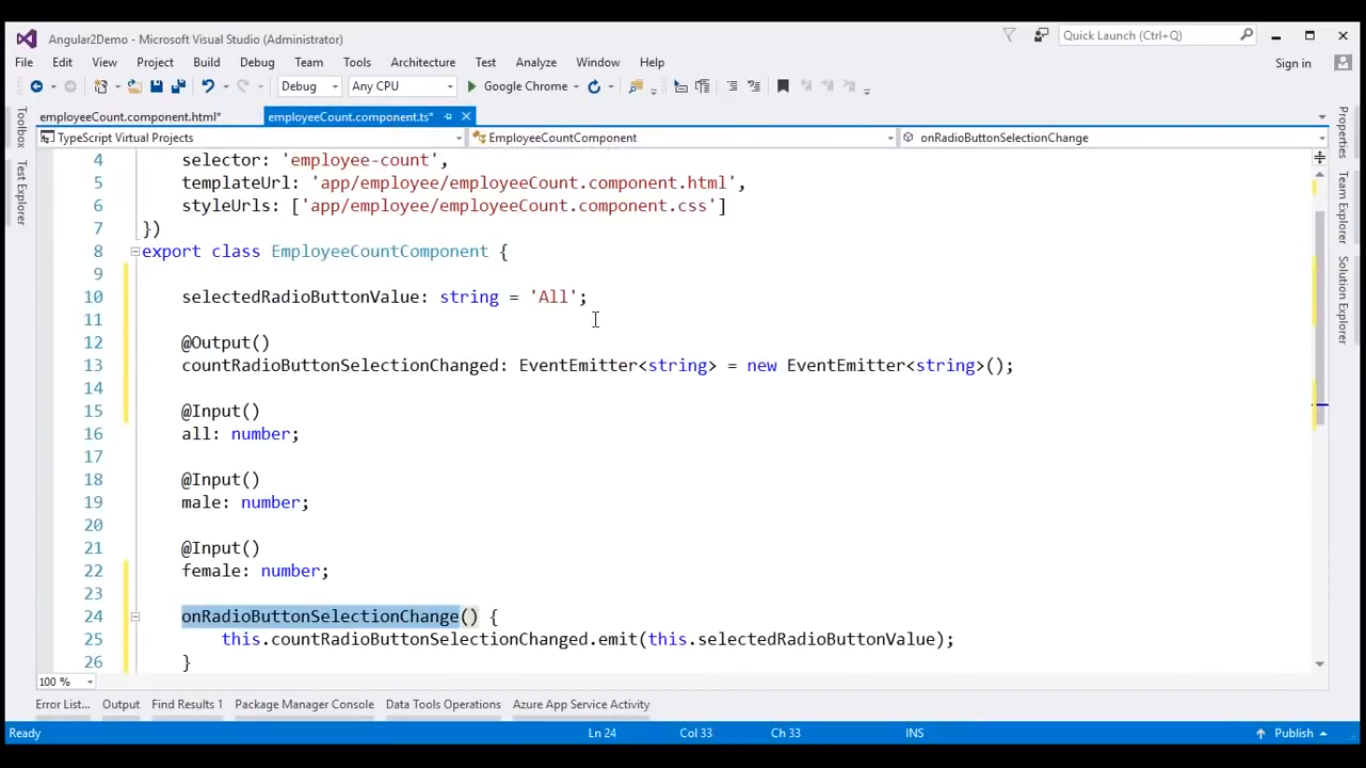 Angular2Demo - Microsoft Visual Studio (Administrator)
Quick Launch (Ctrl+Q)
File Edit View Project Build Debug Team Tools Architecture Test Analyze Window Help
Sign in
Debug Any CPU Google Chrome
employeeCount.component.html* employeeCount.component.ts*
TypeScript Virtual Projects EmployeeCountComponent onRadioButtonSelectionChange
Toolbox
Test Explorer
Properties
Team Explorer
Solution Explorer
4 selector: 'employee-count',
5 templateUrl: 'app/employee/employeeCount.component.html',
6 styleUrls: ['app/employee/employeeCount.component.css']
7 })
8 export class EmployeeCountComponent {
9
10 selectedRadioButtonValue: string = 'All';
11
12 @Output()
13 countRadioButtonSelectionChanged: EventEmitter<string> = new EventEmitter<string>();
14
15 @Input()
16 all: number;
17
18 @Input()
19 male: number;
20
21 @Input()
22 female: number;
23
24 onRadioButtonSelectionChange() {
25 this.countRadioButtonSelectionChanged.emit(this.selectedRadioButtonValue);
26 }
100 %
Error List... Output Find Results 1 Package Manager Console Data Tools Operations Azure App Service Activity
Ready Ln 24 Col 33 Ch 33 INS Publish